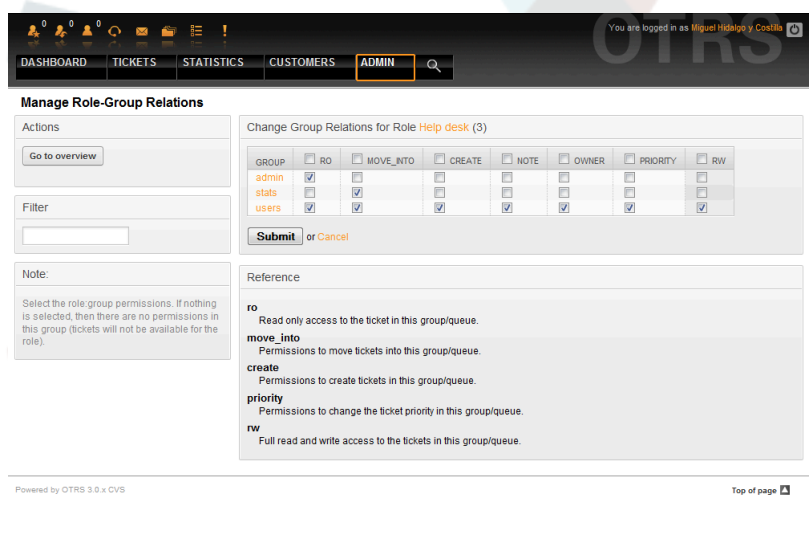 0 0 0
You are logged in as Miguel Hidalgo y Costilla
OTRS
DASHBOARD TICKETS STATISTICS CUSTOMERS ADMIN
Manage Role-Group Relations
Actions
Go to overview
Filter
Note:
Select the role:group permissions. If nothing
is selected, then there are no permissions in
this group (tickets will not be available for the
role).
Change Group Relations for Role Help desk (3)
GROUP RO MOVE_INTO CREATE NOTE OWNER PRIORITY RW
admin
stats
users
Submit or Cancel
Reference
ro
Read only access to the ticket in this group/queue.
move_into
Permissions to move tickets into this group/queue.
create
Permissions to create tickets in this group/queue.
priority
Permissions to change the ticket priority in this group/queue.
rw
Full read and write access to the tickets in this group/queue.
Powered by OTRS 3.0.x CVS
Top of page